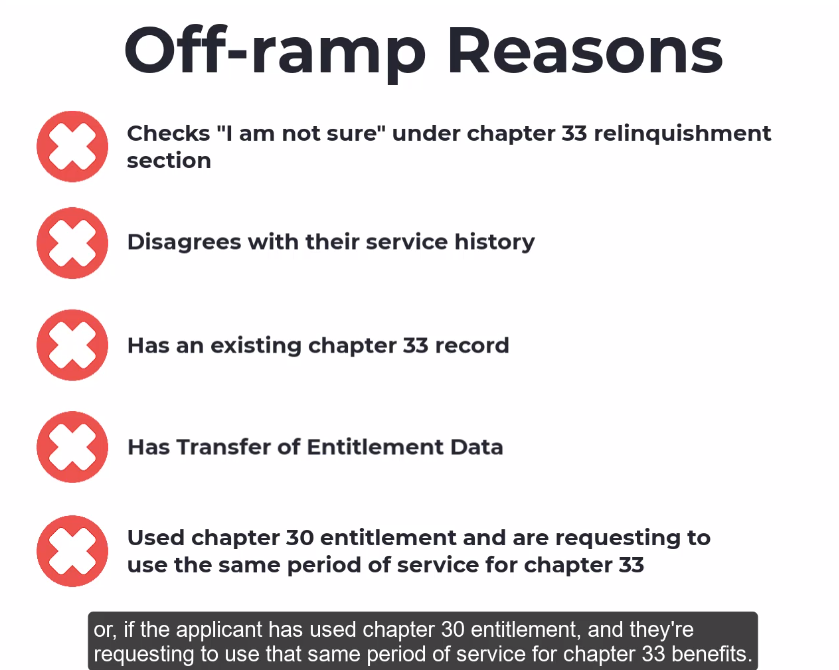 Off-ramp Reasons
Checks "I am not sure" under chapter 33 relinquishment
section
Disagrees with their service history
Has an existing chapter 33 record
Has Transfer of Entitlement Data
Used chapter 30 entitlement and are requesting to
use the same period of service for chapter 33
or, if the applicant has used chapter 30 entitlement, and they're
requesting to use that same period of service for chapter 33 benefits.